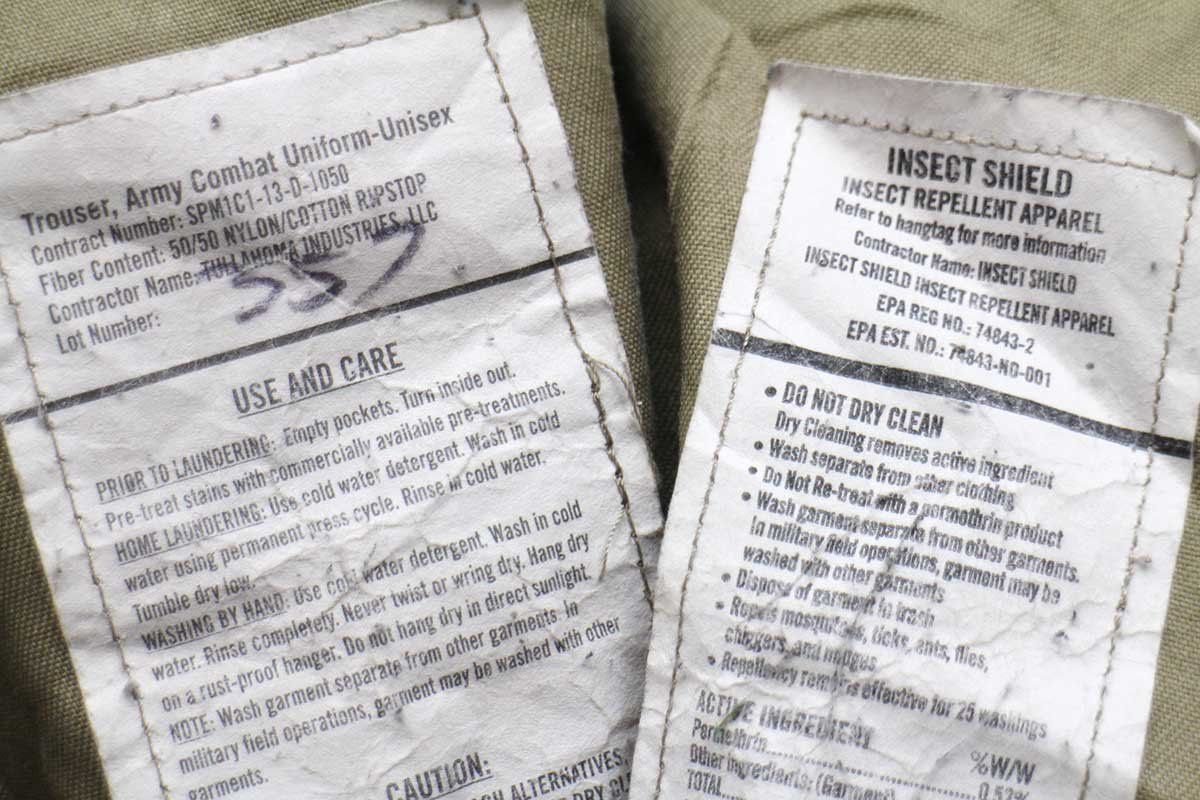 Trouser, Army Combat Uniform-Unisex
Contract Number: SPM1C1-13-D-1050
Fiber Content: 50/50 NYLON/COTTON RIPSTOP
Contractor Name: TULLAHOMA INDUSTRIES, LLC
Lot Number:
557
USE AND CARE
PRIOR TO LAUNDERING: Empty pockets. Turn inside out.
Pre-treat stains with commercially available pre-treatments.
HOME LAUNDERING: Use cold water detergent. Wash in cold
water using permanent press cycle. Rinse in cold water.
Tumble dry low.
WASHING BY HAND: Use cold water detergent. Wash in cold
water. Rinse completely. Never twist or wring dry. Hang dry
on a rust-proof hanger. Do not hang dry in direct sunlight.
NOTE: Wash garment separate from other garments. In
military field operations, garment may be washed with other
garments.
CAUTION:
ALTERNATIVES,
DRY
INSECT SHIELD
INSECT REPELLENT APPAREL
Refer to hangtag for more information
Contractor Name: INSECT SHIELD
INSECT SHIELD INSECT REPELLENT APPAREL
EPA REG NO.: 74843-2
EPA EST. NO.: 74843-NO-001
• DO NOT DRY CLEAN
Dry Cleaning removes active ingredient
• Wash separate from other clothing
• Do Not Re-treat with a permethrin product
• Wash garment separate from other garments.
In military field operations, garment may be
washed with other garments
• Dispose of garment in trash
• Repels mosquitoes, ticks, ants, flies,
chiggers, and midges
• Repellency remains effective for 25 washings
ACTIVE INGREDIENT
%W/W
Permethrin.......... 0.52%
Other ingredients: (Garment)
TOTAL